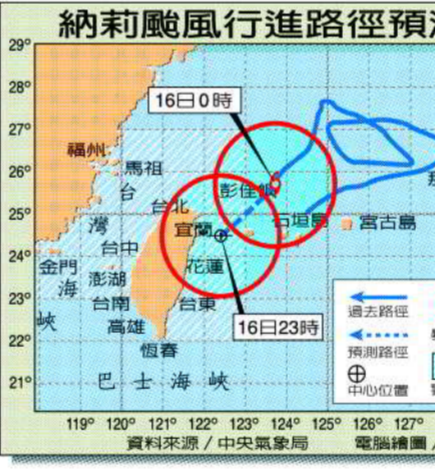 納莉颱風行進路徑預測
29°
28°
16日0時
27°
福州
26°
馬祖
彭佳嶼
台
25°
台北
石垣島
宮古島
灣
宜蘭
24°
台中
金門
花蓮
海
澎湖
23°
台南
台東
峽
高雄
16日23時
22°
恆春
21°
巴士海峽
過去路徑
預測路徑
中心位置
119° 120° 121° 122° 123° 124° 125° 126° 127°
資料來源/中央氣象局
電腦繪圖/